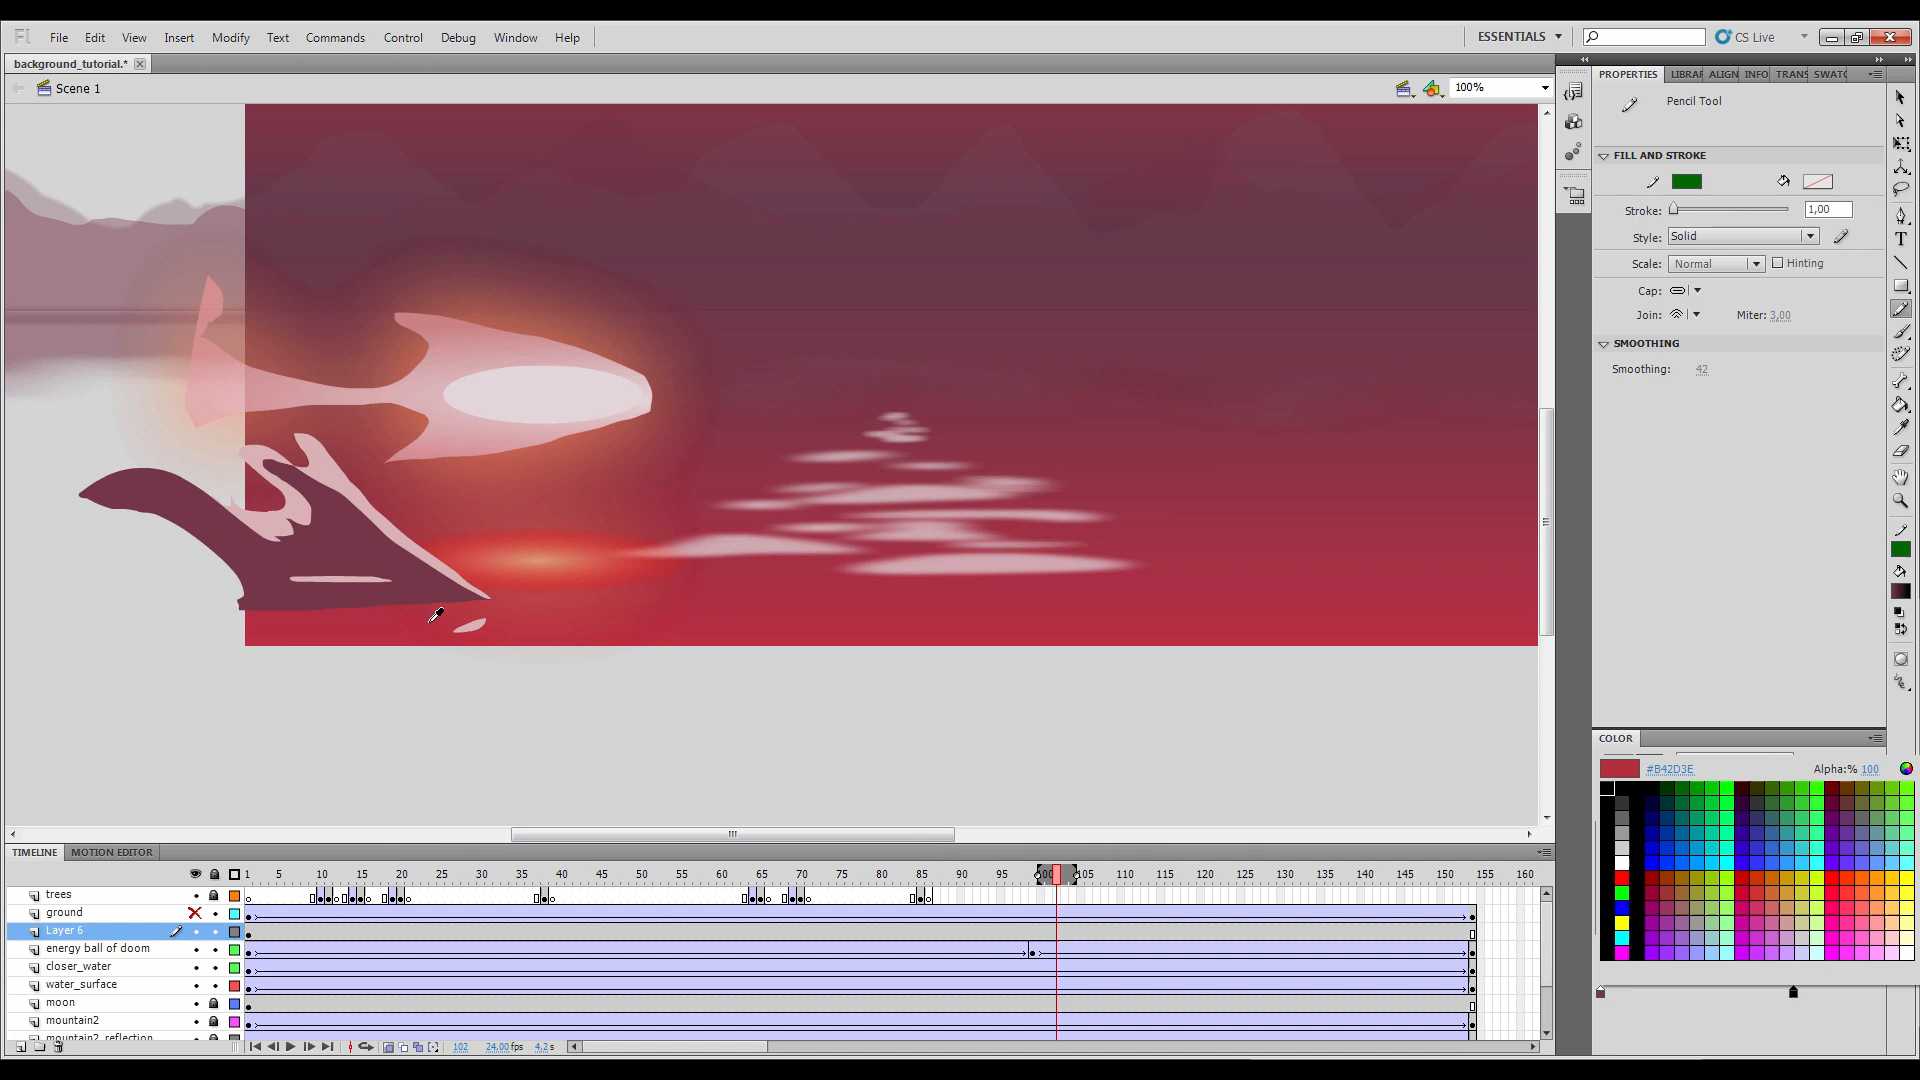 Fl File Edit View Insert Modify Text Commands Control Debug Window Help ESSENTIALS CS Live
background_tutorial.*
Scene 1 100%
PROPERTIES LIBRAR ALIGN INFO TRANS SWATC
Pencil Tool
FILL AND STROKE
Stroke: 1,00
Style: Solid
Scale: Normal Hinting
Cap:
Join: Miter: 3,00
SMOOTHING
Smoothing: 42
COLOR
#B42D3E Alpha:% 100
TIMELINE MOTION EDITOR
1 5 10 15 20 25 30 35 40 45 50 55 60 65 70 75 80 85 90 95 100 105 110 115 120 125 130 135 140 145 150 155 160
trees
ground
Layer 6
energy ball of doom
closer_water
water_surface
moon
mountain2
mountain2_reflection
102 24,00 fps 4,2 s